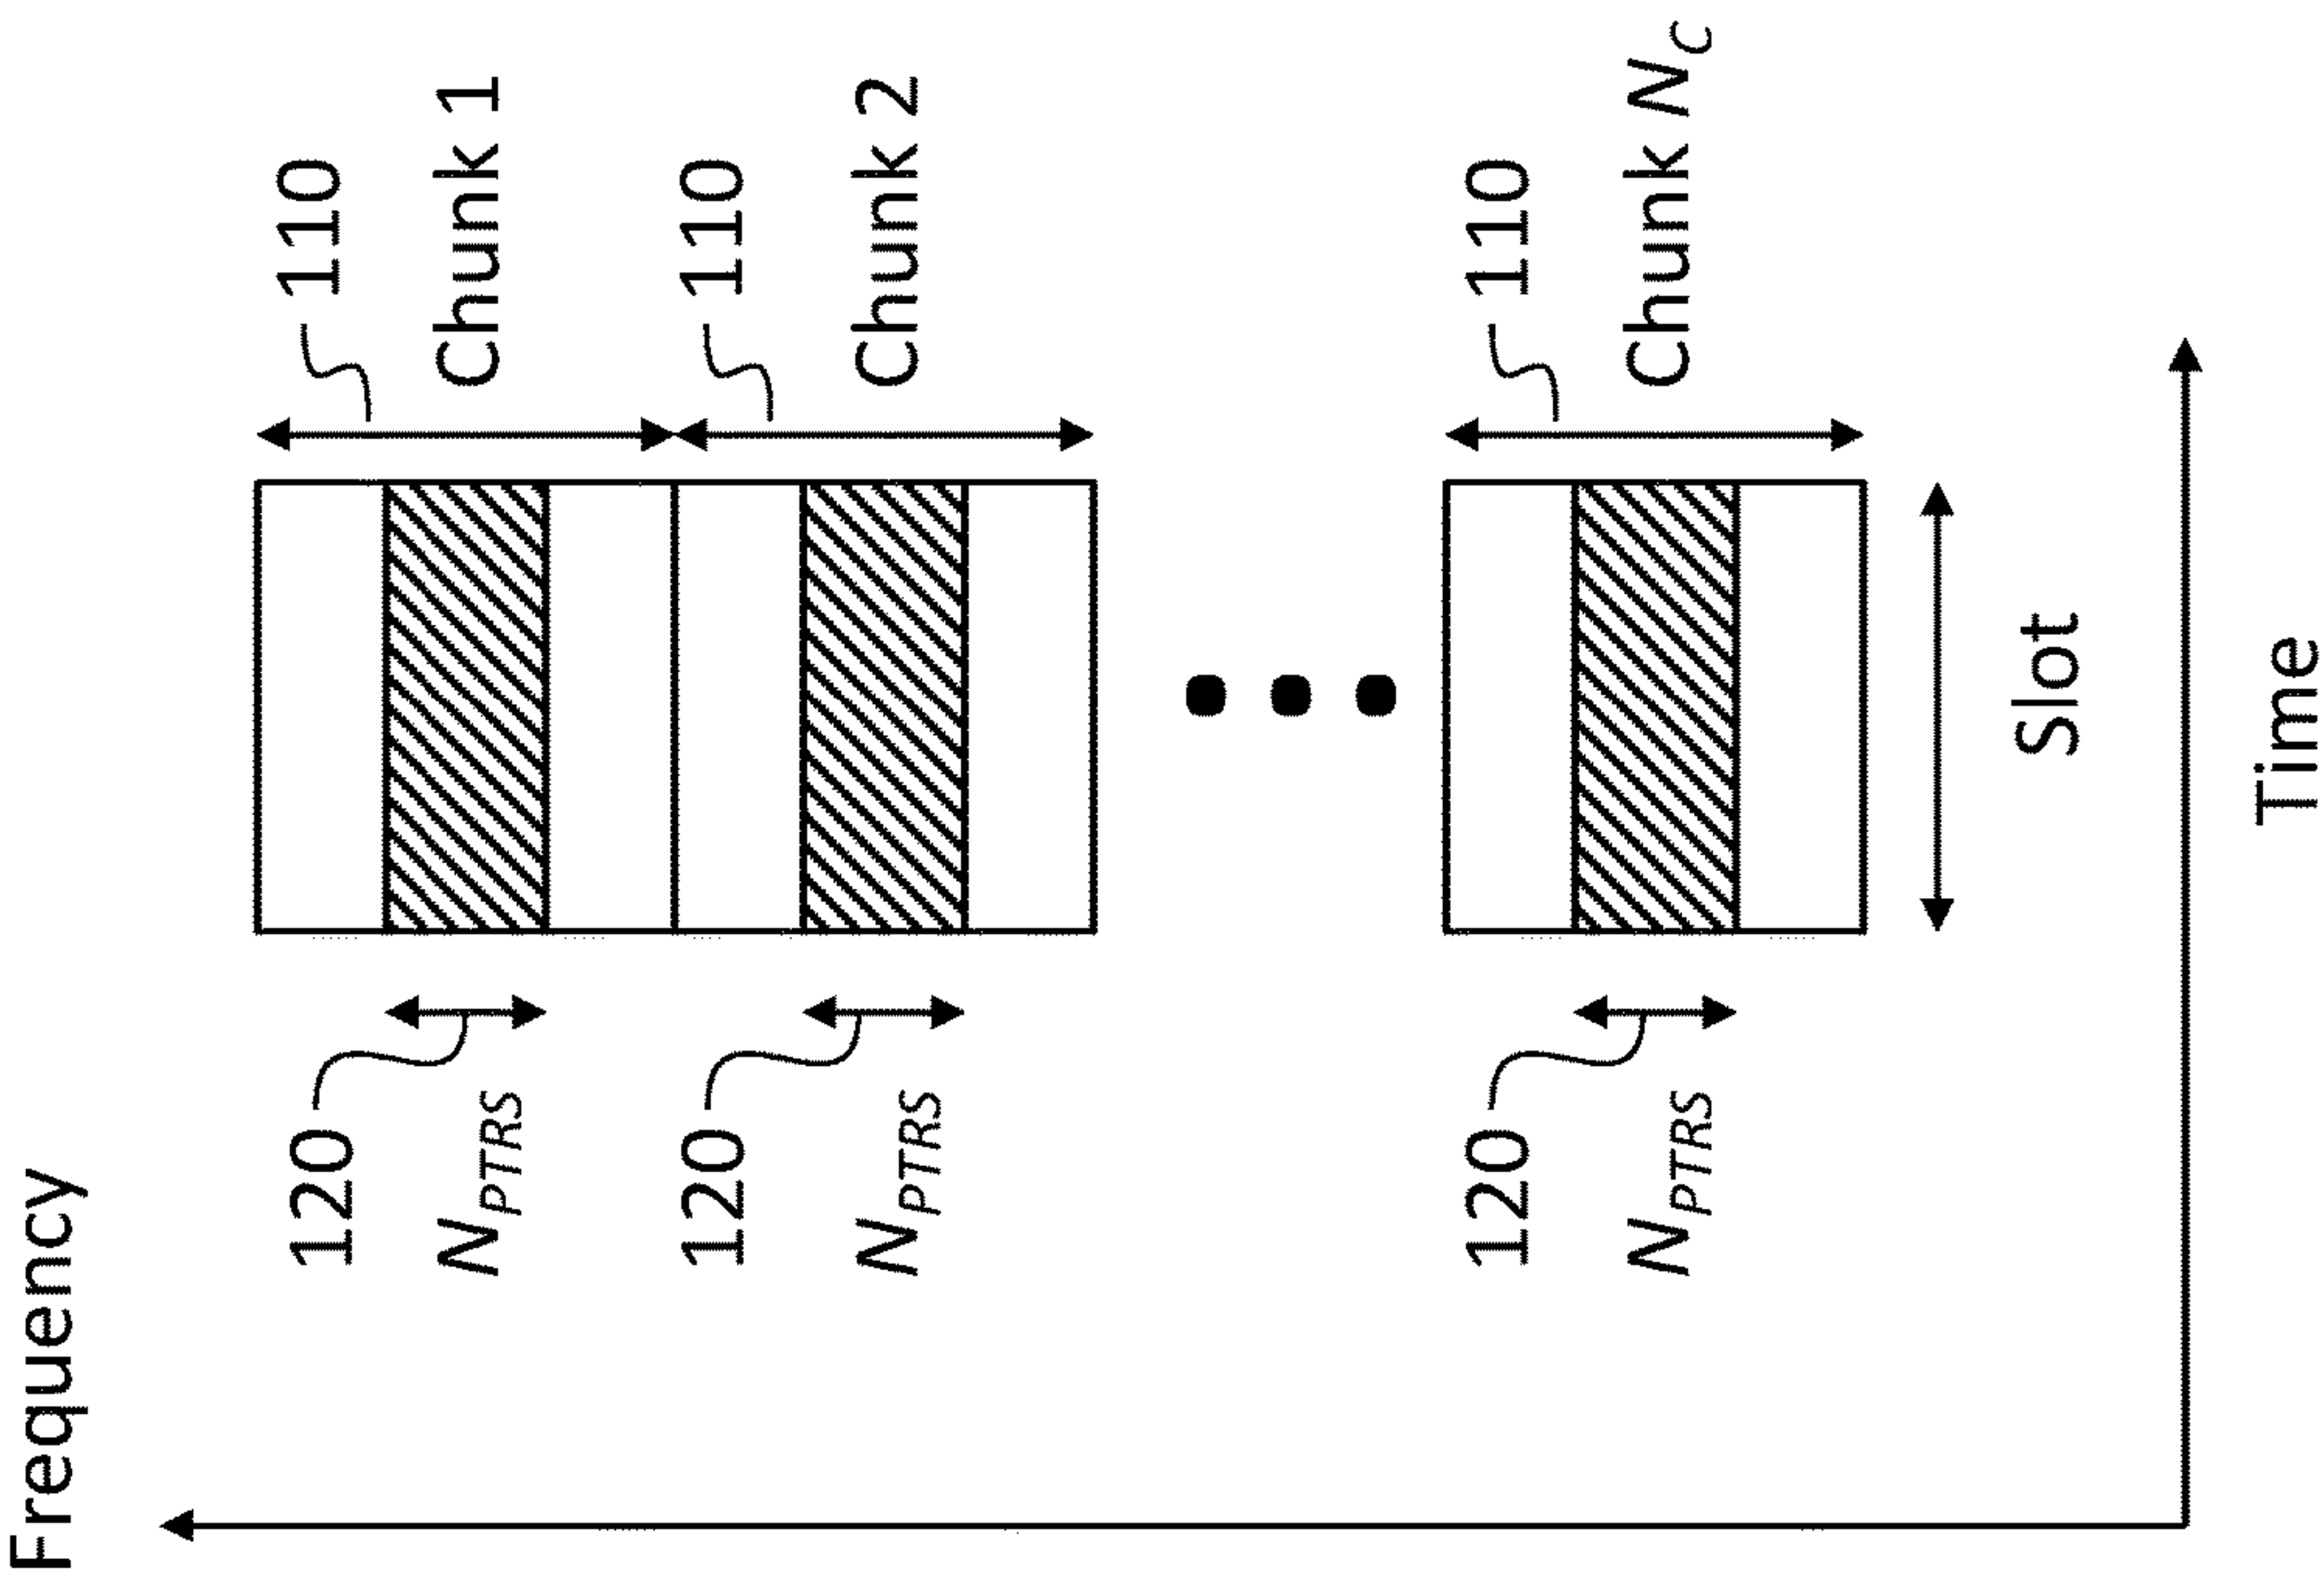 Frequency
120
110
N_PTRS
Chunk 1
120
110
N_PTRS
Chunk 2
120
110
N_PTRS
Chunk N_C
Slot
Time